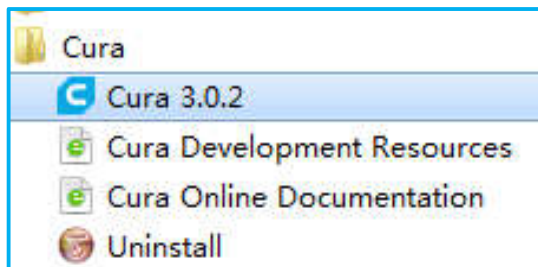 Cura
Cura 3.0.2
Cura Development Resources
Cura Online Documentation
Uninstall